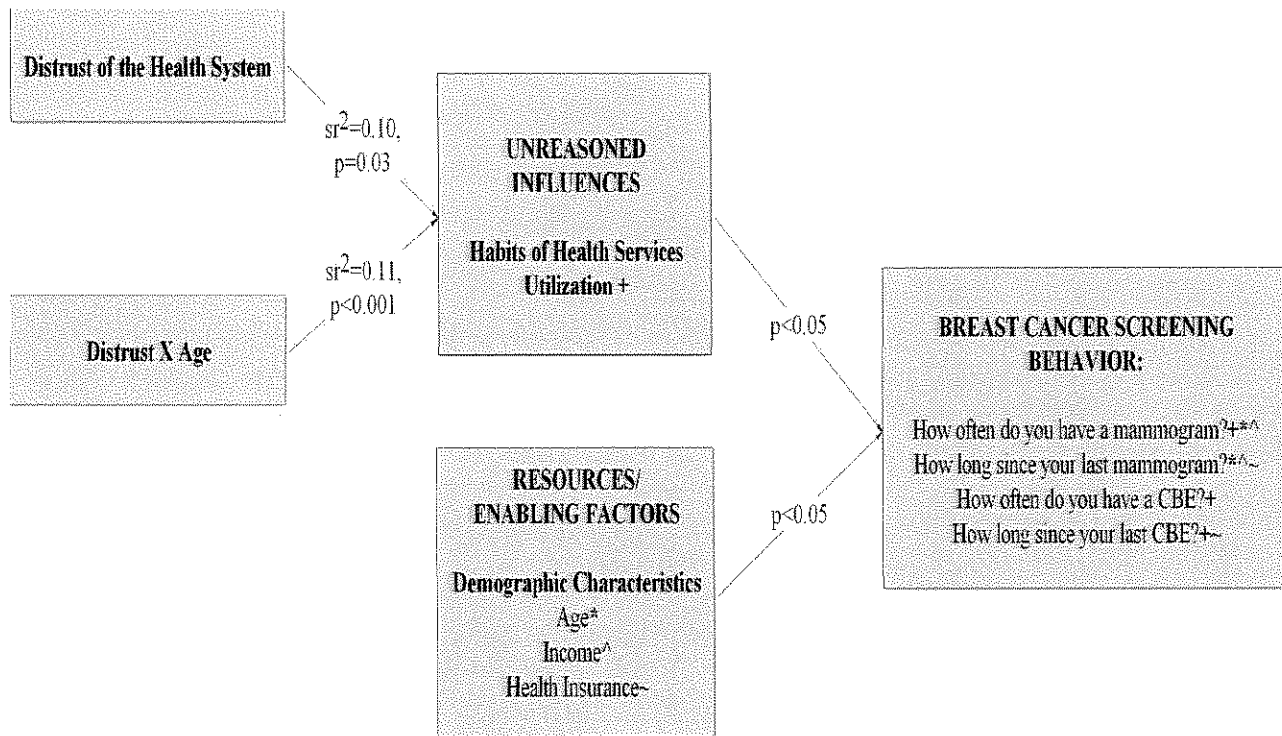 Distrust of the Health System
sr²=0.10,
p=0.03
UNREASONED
INFLUENCES
Habits of Health Services
Utilization +
sr²=0.11,
p<0.001
Distrust X Age
p<0.05
BREAST CANCER SCREENING
BEHAVIOR:
How often do you have a mammogram?+*^
How long since your last mammogram?*^~
How often do you have a CBE?+
How long since your last CBE?+~
RESOURCES/
ENABLING FACTORS
Demographic Characteristics
Age*
Income^
Health Insurance~
p<0.05